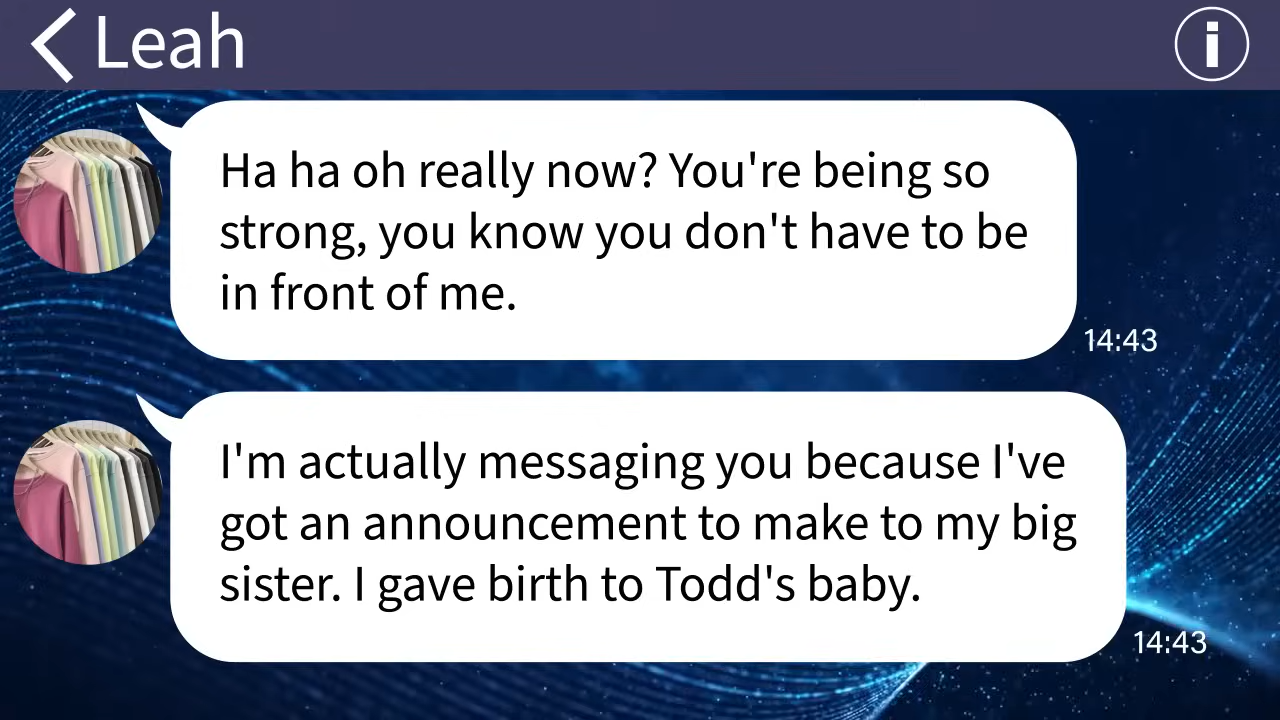 Leah
Ha ha oh really now? You're being so
strong, you know you don't have to be
in front of me.
14:43
I'm actually messaging you because I've
got an announcement to make to my big
sister. I gave birth to Todd's baby.
14:43